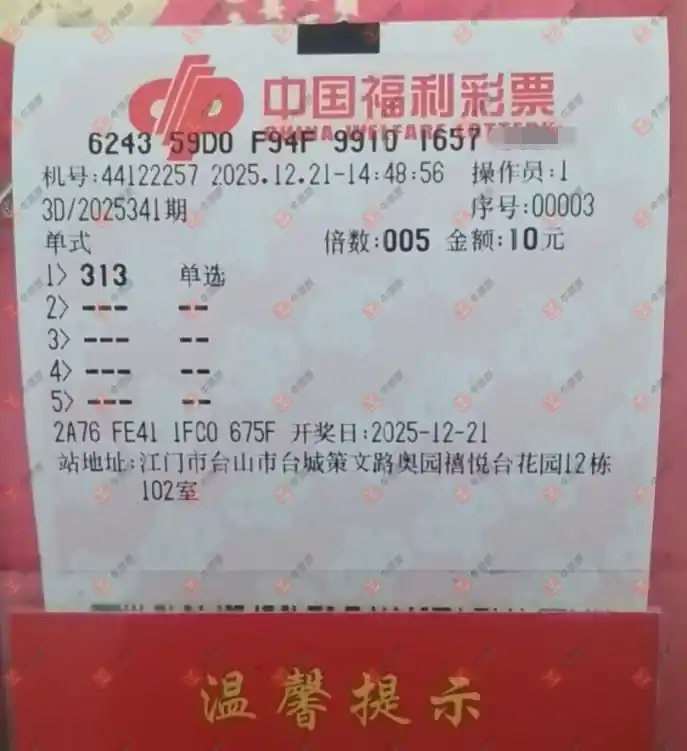 中国福利彩票
CHINA WELFARE LOTTERY
6243 59D0 F94F 9910 1657
机号:44122257 2025.12.21-14:48:56 操作员:1
3D/2025341期 序号:00003
单式 倍数:005 金额:10元
1> 313 单选
2> --- --
3> --- --
4> --- --
5> --- --
2A76 FE41 1FC0 675F 开奖日:2025-12-21
站地址:江门市台山市台城策文路奥园禧悦台花园12栋
102室
温馨提示